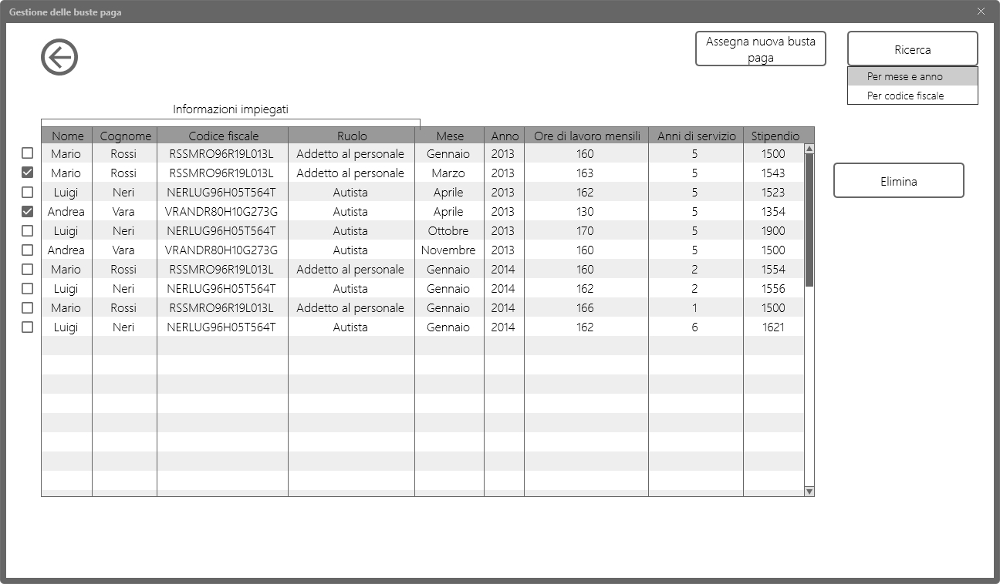 Gestione delle buste paga
Assegna nuova busta
paga
Ricerca
Per mese e anno
Per codice fiscale
Informazioni impiegati
Nome Cognome Codice fiscale Ruolo Mese Anno Ore di lavoro mensili Anni di servizio Stipendio
Mario Rossi RSSMRO96R19L013L Addetto al personale Gennaio 2013 160 5 1500
Mario Rossi RSSMRO96R19L013L Addetto al personale Marzo 2013 163 5 1543
Luigi Neri NERLUG96H05T564T Autista Aprile 2013 162 5 1523
Andrea Vara VRANDR80H10G273G Autista Aprile 2013 130 5 1354
Luigi Neri NERLUG96H05T564T Autista Ottobre 2013 170 5 1900
Andrea Vara VRANDR80H10G273G Autista Novembre 2013 160 5 1500
Mario Rossi RSSMRO96R19L013L Addetto al personale Gennaio 2014 160 2 1554
Luigi Neri NERLUG96H05T564T Autista Gennaio 2014 162 2 1556
Mario Rossi RSSMRO96R19L013L Addetto al personale Gennaio 2014 166 1 1500
Luigi Neri NERLUG96H05T564T Autista Gennaio 2014 162 6 1621
Elimina